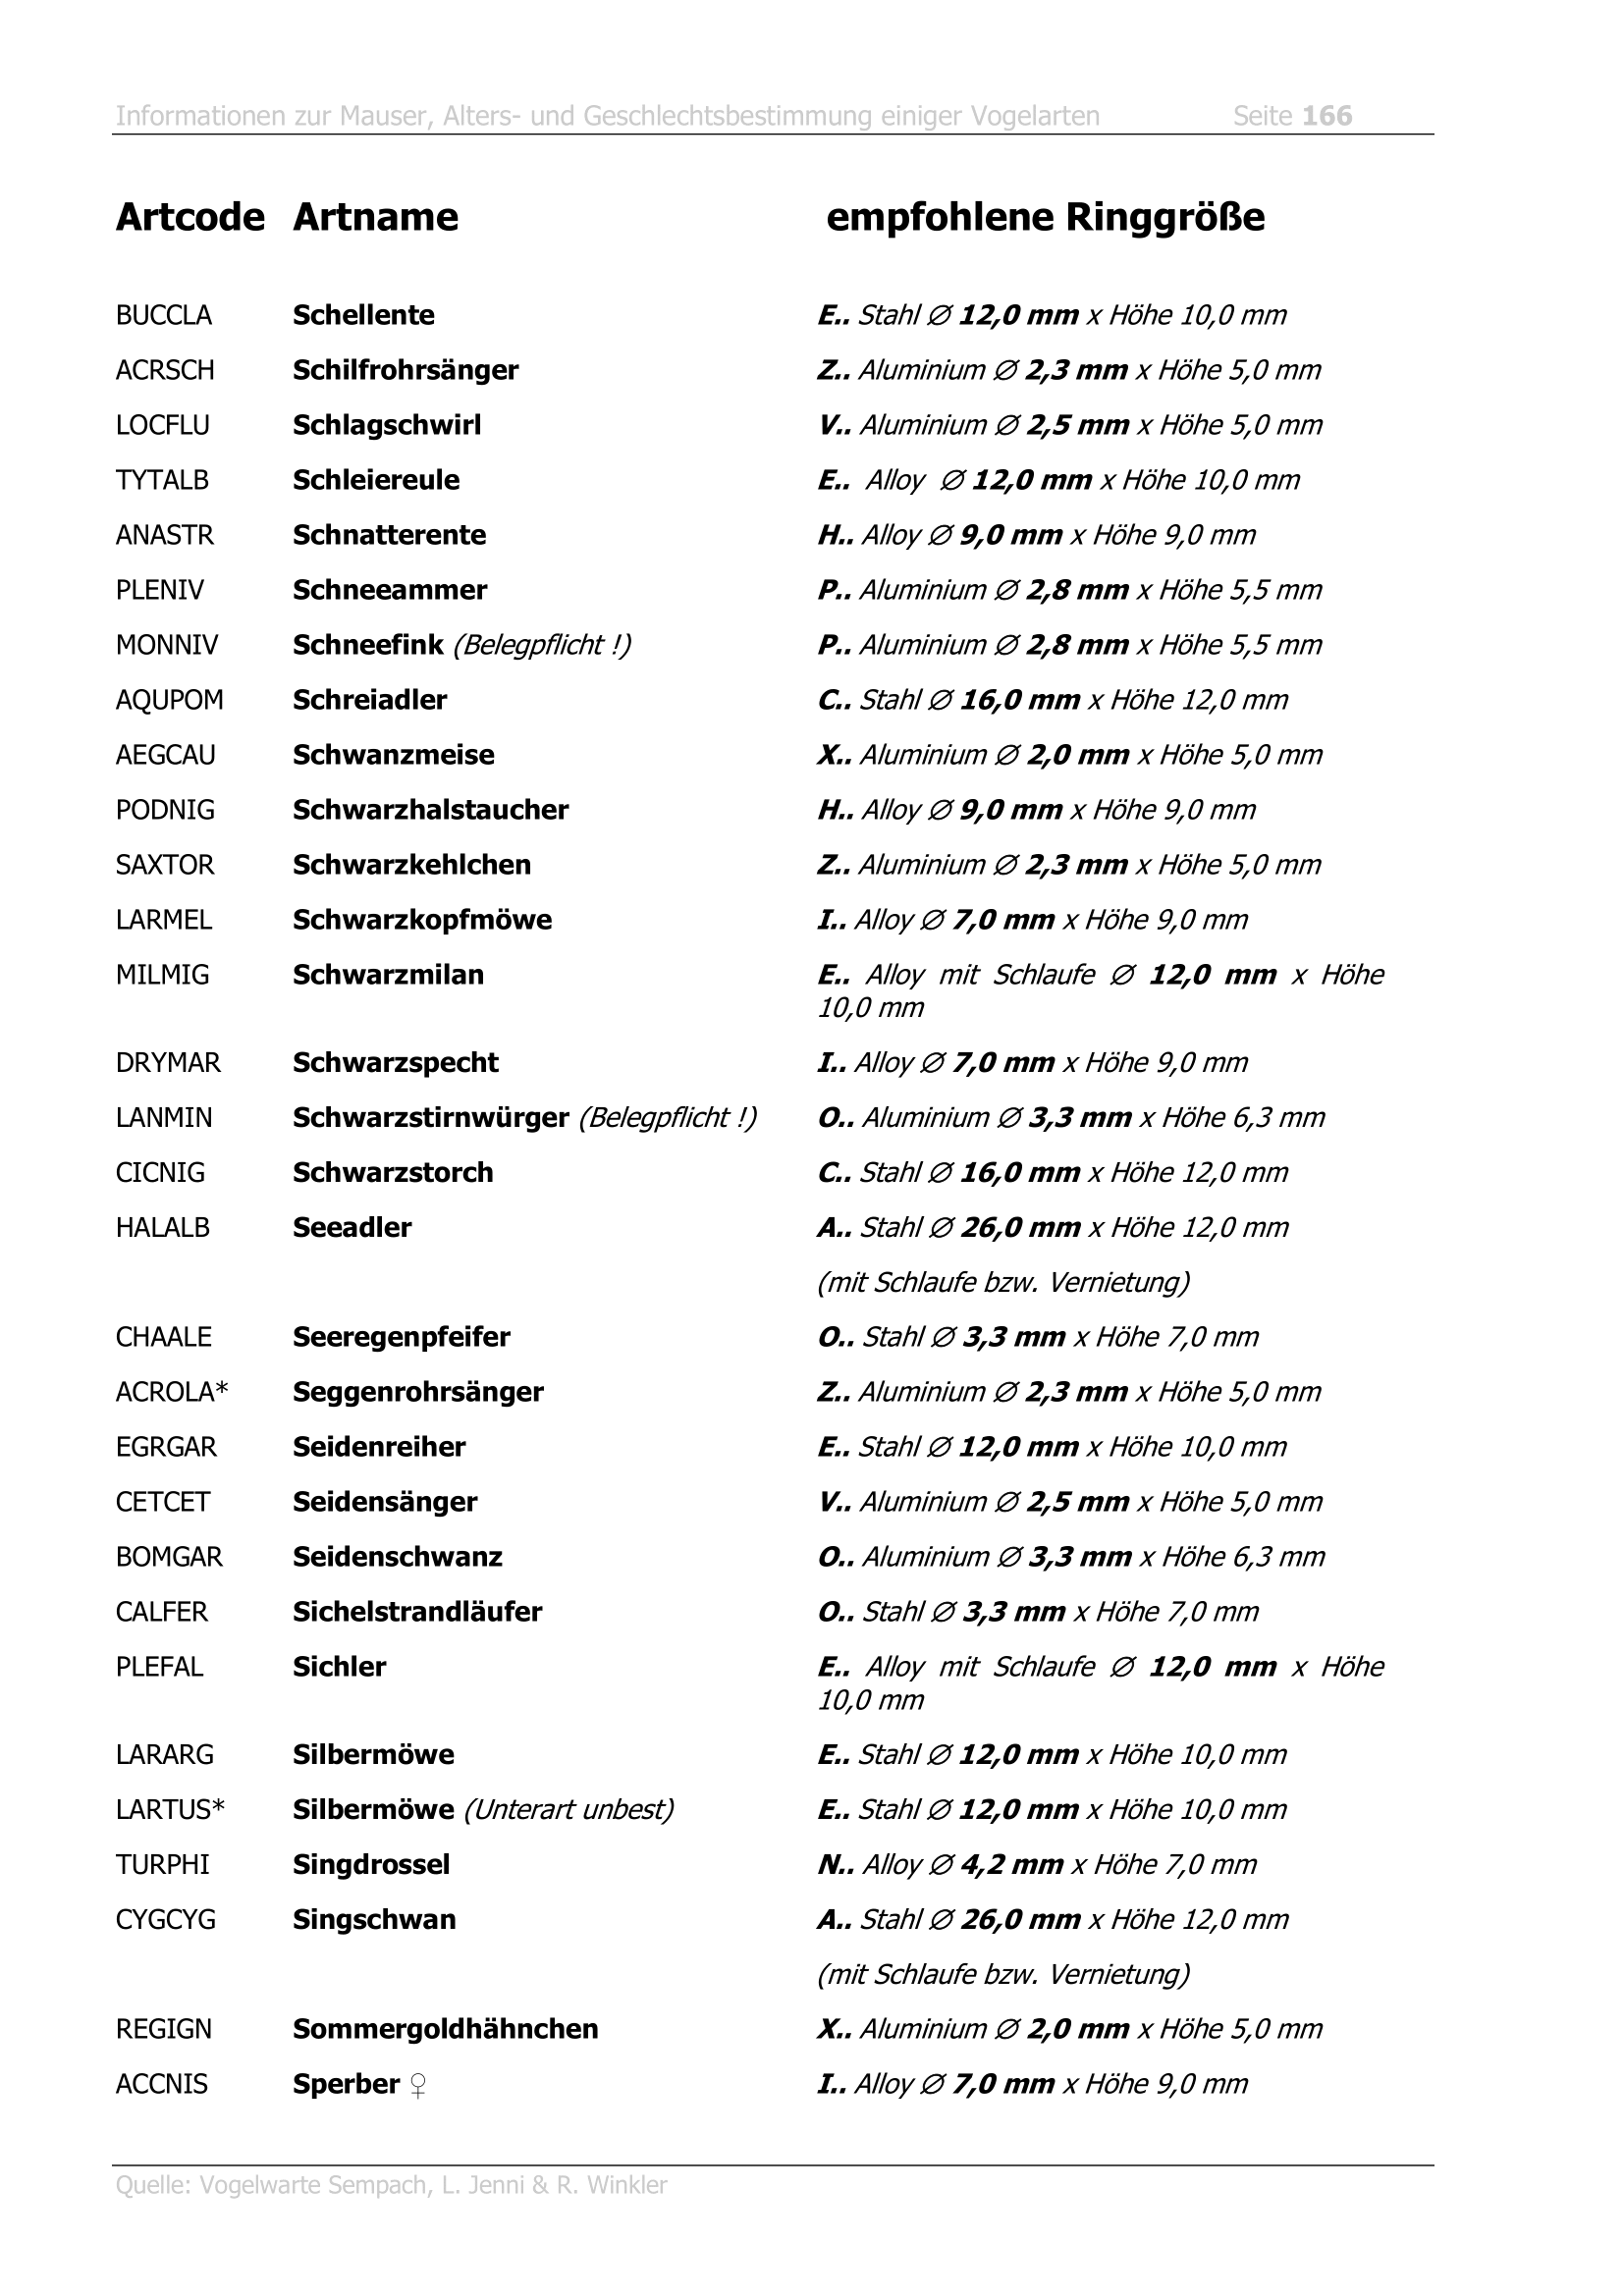 Informationen zur Mauser, Alters- und Geschlechtsbestimmung einiger Vogelarten Seite 166
Artcode Artname empfohlene Ringgröße
BUCCLA Schellente E.. Stahl ∅ 12,0 mm x Höhe 10,0 mm
ACRSCH Schilfrohrsänger Z.. Aluminium ∅ 2,3 mm x Höhe 5,0 mm
LOCFLU Schlagschwirl V.. Aluminium ∅ 2,5 mm x Höhe 5,0 mm
TYTALB Schleiereule E.. Alloy ∅ 12,0 mm x Höhe 10,0 mm
ANASTR Schnatterente H.. Alloy ∅ 9,0 mm x Höhe 9,0 mm
PLENIV Schneeammer P.. Aluminium ∅ 2,8 mm x Höhe 5,5 mm
MONNIV Schneefink (Belegpflicht !) P.. Aluminium ∅ 2,8 mm x Höhe 5,5 mm
AQUPOM Schreiadler C.. Stahl ∅ 16,0 mm x Höhe 12,0 mm
AEGCAU Schwanzmeise X.. Aluminium ∅ 2,0 mm x Höhe 5,0 mm
PODNIG Schwarzhalstaucher H.. Alloy ∅ 9,0 mm x Höhe 9,0 mm
SAXTOR Schwarzkehlchen Z.. Aluminium ∅ 2,3 mm x Höhe 5,0 mm
LARMEL Schwarzkopfmöwe I.. Alloy ∅ 7,0 mm x Höhe 9,0 mm
MILMIG Schwarzmilan E.. Alloy mit Schlaufe ∅ 12,0 mm x Höhe
10,0 mm
DRYMAR Schwarzspecht I.. Alloy ∅ 7,0 mm x Höhe 9,0 mm
LANMIN Schwarzstirnwürger (Belegpflicht !) O.. Aluminium ∅ 3,3 mm x Höhe 6,3 mm
CICNIG Schwarzstorch C.. Stahl ∅ 16,0 mm x Höhe 12,0 mm
HALALB Seeadler A.. Stahl ∅ 26,0 mm x Höhe 12,0 mm
(mit Schlaufe bzw. Vernietung)
CHAALE Seeregenpfeifer O.. Stahl ∅ 3,3 mm x Höhe 7,0 mm
ACROLA* Seggenrohrsänger Z.. Aluminium ∅ 2,3 mm x Höhe 5,0 mm
EGRGAR Seidenreiher E.. Stahl ∅ 12,0 mm x Höhe 10,0 mm
CETCET Seidensänger V.. Aluminium ∅ 2,5 mm x Höhe 5,0 mm
BOMGAR Seidenschwanz O.. Aluminium ∅ 3,3 mm x Höhe 6,3 mm
CALFER Sichelstrandläufer O.. Stahl ∅ 3,3 mm x Höhe 7,0 mm
PLEFAL Sichler E.. Alloy mit Schlaufe ∅ 12,0 mm x Höhe
10,0 mm
LARARG Silbermöwe E.. Stahl ∅ 12,0 mm x Höhe 10,0 mm
LARTUS* Silbermöwe (Unterart unbest) E.. Stahl ∅ 12,0 mm x Höhe 10,0 mm
TURPHI Singdrossel N.. Alloy ∅ 4,2 mm x Höhe 7,0 mm
CYGCYG Singschwan A.. Stahl ∅ 26,0 mm x Höhe 12,0 mm
(mit Schlaufe bzw. Vernietung)
REGIGN Sommergoldhähnchen X.. Aluminium ∅ 2,0 mm x Höhe 5,0 mm
ACCNIS Sperber ♀ I.. Alloy ∅ 7,0 mm x Höhe 9,0 mm
Quelle: Vogelwarte Sempach, L. Jenni & R. Winkler